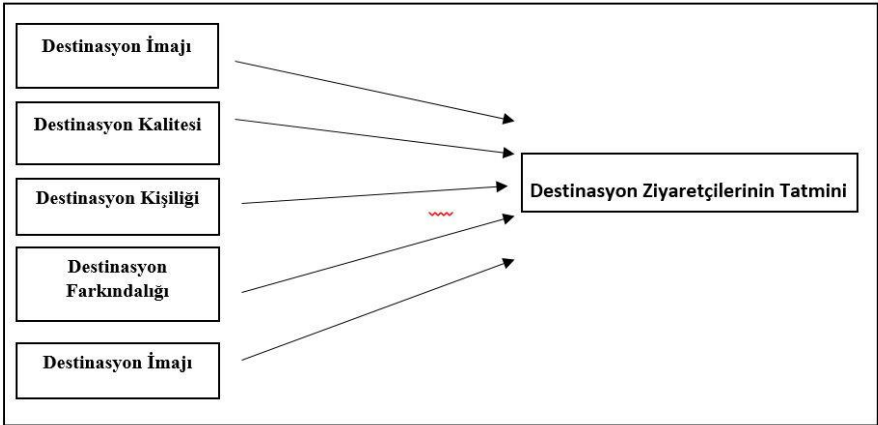 Destinasyon İmajı
Destinasyon Kalitesi
Destinasyon Kişiliği
Destinasyon
Farkındalığı
Destinasyon İmajı
Destinasyon Ziyaretçilerinin Tatmini